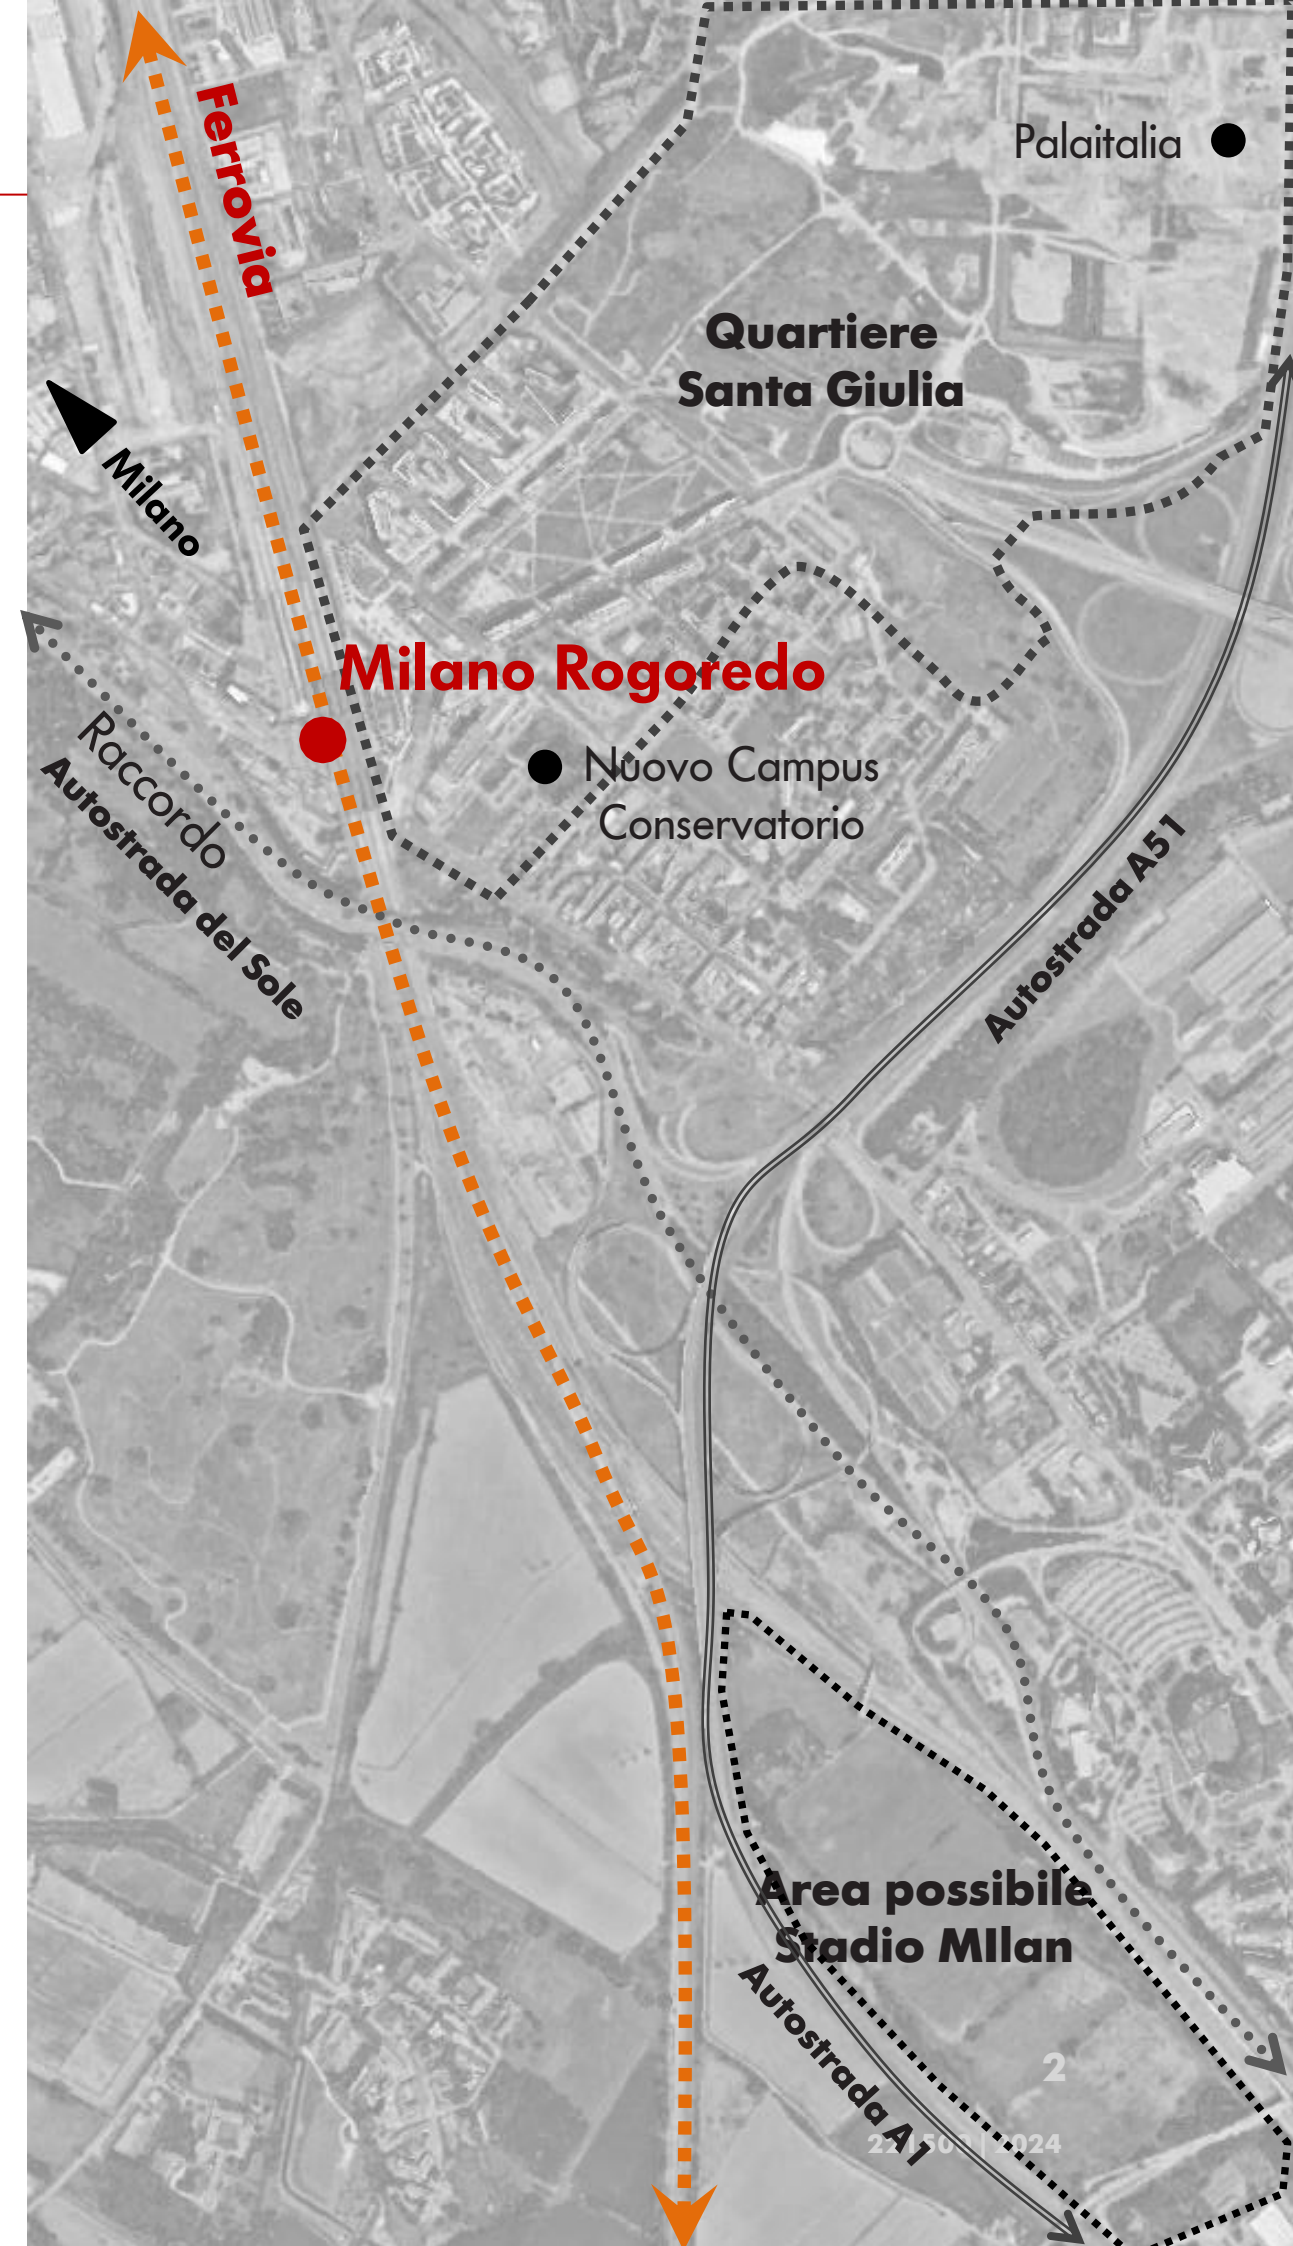 Ferrovia
Palaitalia
Quartiere
Santa Giulia
Milano
Milano Rogoredo
Raccordo
Autostrada del Sole
Nuovo Campus
Conservatorio
Autostrada A51
Area possibile
Stadio MIlan
Autostrada A1
2
2024